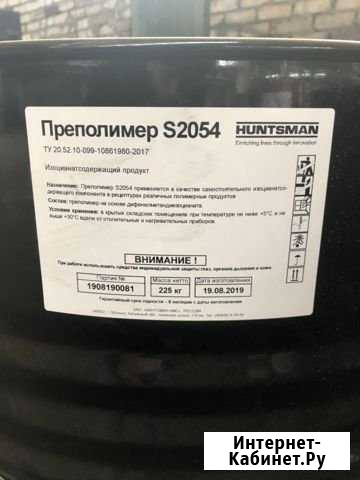 Преполимер S2054
HUNTSMAN
Enriching lives through innovation
ТУ 20.52.10-099-10861980-2017
Изоцианатсодержащий продукт
Назначение: Преполимер S2054 применяется в качестве самостоятельного изоцианатсо-
держащего компонента в рецептурах различных полимерных продуктов
Состав: преполимер на основе дифенилметандиизоцианата
Условия хранения: в крытых складских помещениях при температуре не ниже +5°С и не
выше +30°С вдали от отопительных и нагревательных приборов.
ВНИМАНИЕ !
При работе использовать средства индивидуальной защиты глаз, органов дыхания и кожи
Партия №
Масса нетто
Дата изготовления
1908190081
225 кг
19.08.2019
Гарантийный срок годности - 6 месяцев с даты изготовления
Интернет-
Кабинет.Ру